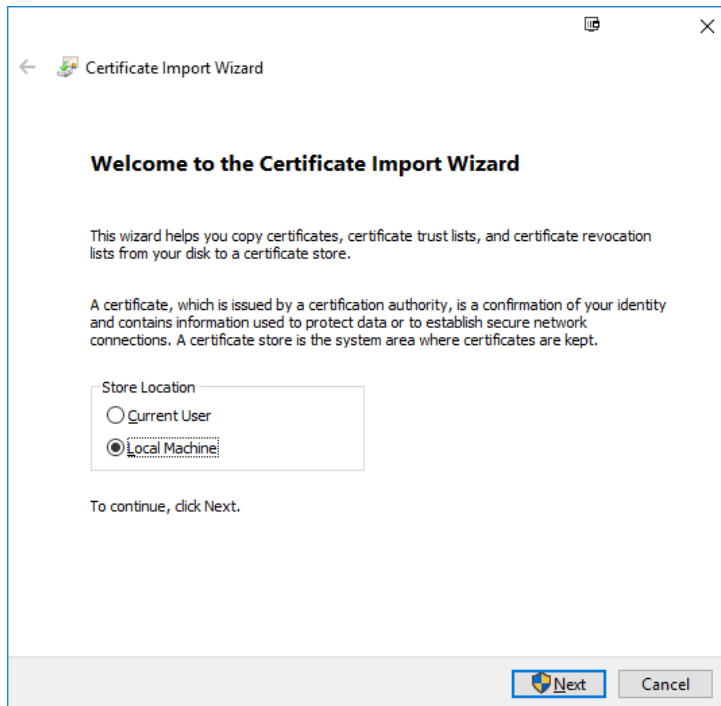 Certificate Import Wizard
Welcome to the Certificate Import Wizard
This wizard helps you copy certificates, certificate trust lists, and certificate revocation
lists from your disk to a certificate store.
A certificate, which is issued by a certification authority, is a confirmation of your identity
and contains information used to protect data or to establish secure network
connections. A certificate store is the system area where certificates are kept.
Store Location
Current User
Local Machine
To continue, click Next.
Next
Cancel